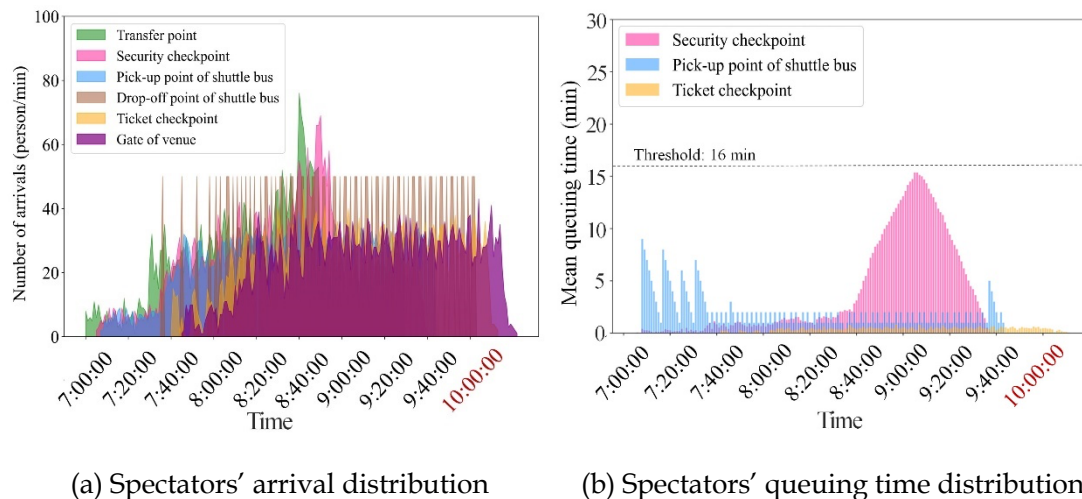 100
80
60
40
20
0
Number of arrivals (person/min)
Transfer point
Security checkpoint
Pick-up point of shuttle bus
Drop-off point of shuttle bus
Ticket checkpoint
Gate of venue
7:00:00
7:20:00
7:40:00
8:00:00
8:20:00
8:40:00
9:00:00
9:20:00
9:40:00
10:00:00
Time
(a) Spectators’ arrival distribution
30
25
20
15
10
5
0
Mean queuing time (min)
Security checkpoint
Pick-up point of shuttle bus
Ticket checkpoint
Threshold: 16 min
7:00:00
7:20:00
7:40:00
8:00:00
8:20:00
8:40:00
9:00:00
9:20:00
9:40:00
10:00:00
Time
(b) Spectators’ queuing time distribution